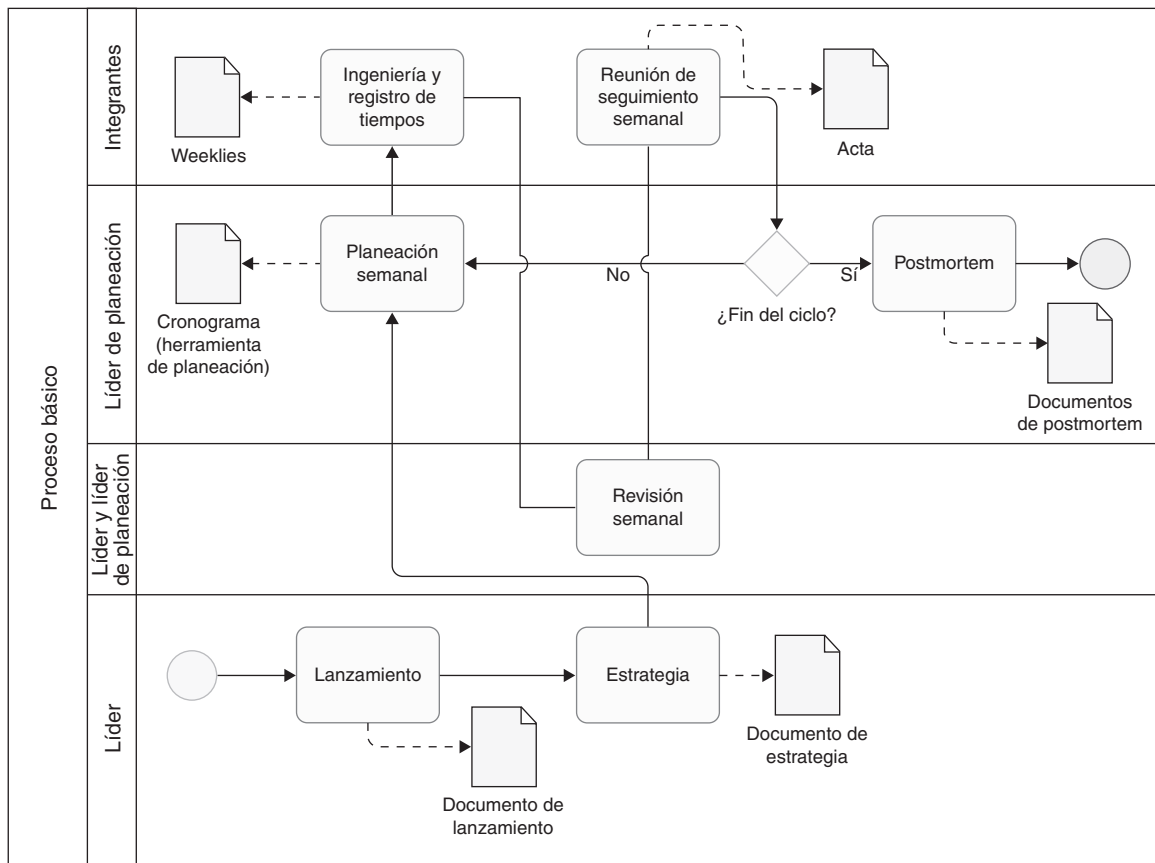 Proceso básico
Integrantes
Weeklies
Ingeniería y
registro de
tiempos
Reunión de
seguimiento
semanal
Acta
Líder de planeación
Cronograma
(herramienta
de planeación)
Planeación
semanal
No
¿Fin del ciclo?
Sí
Postmortem
Documentos
de postmortem
Líder y líder
de planeación
Revisión
semanal
Líder
Lanzamiento
Documento de
lanzamiento
Estrategia
Documento de
estrategia